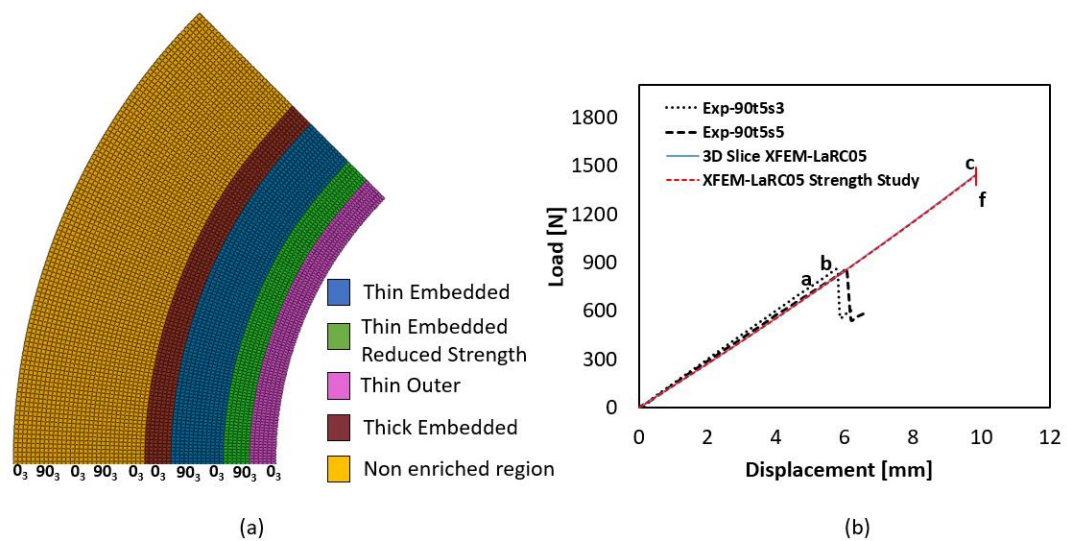 0₃ 90₃ 0₃ 90₃ 0₃ 0₃ 90₃ 0₃ 90₃ 0₃
Thin Embedded
Thin Embedded
Reduced Strength
Thin Outer
Thick Embedded
Non enriched region
(a)
Exp-90t5s3
Exp-90t5s5
3D Slice XFEM-LaRC05
XFEM-LaRC05 Strength Study
Load [N]
1800
1500
1200
900
600
300
0
a
b
c
f
0 2 4 6 8 10 12
Displacement [mm]
(b)